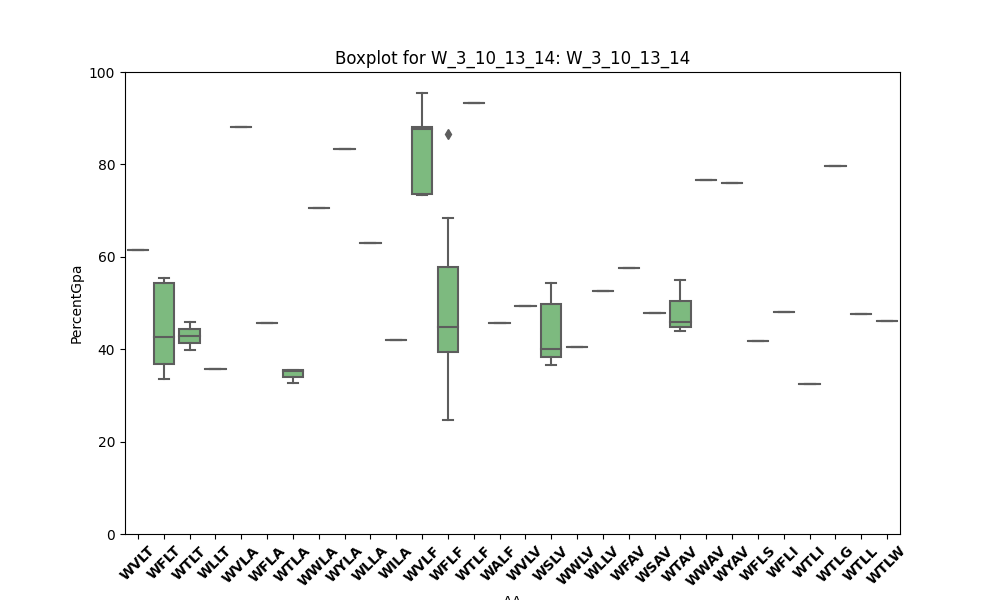 Boxplot for W_3_10_13_14: W_3_10_13_14
PercentGpa
100
80
60
40
20
0
WVLT
WFLT
WTLT
WLLT
WVLA
WFLA
WTLA
WWLA
WYLA
WLLA
WILA
WVLF
WFLF
WTLF
WALF
WVLV
WSLV
WWLV
WLLV
WFAV
WSAV
WTAV
WWAV
WYAV
WFLS
WFLI
WTLI
WTLG
WTLL
WTLW
AA